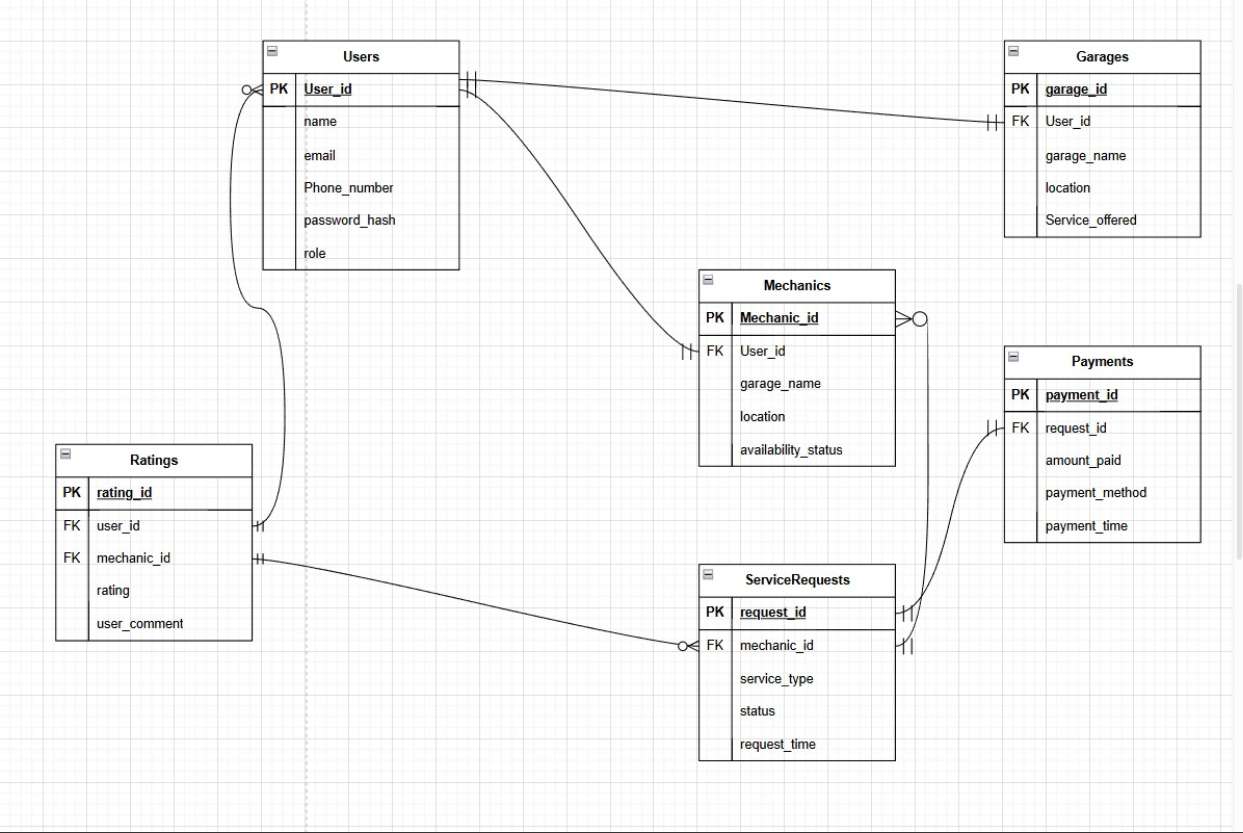 Users
PK User_id
name
email
Phone_number
password_hash
role
Garages
PK garage_id
FK User_id
garage_name
location
Service_offered
Mechanics
PK Mechanic_id
FK User_id
garage_name
location
availability_status
Payments
PK payment_id
FK request_id
amount_paid
payment_method
payment_time
Ratings
PK rating_id
FK user_id
FK mechanic_id
rating
user_comment
ServiceRequests
PK request_id
FK mechanic_id
service_type
status
request_time